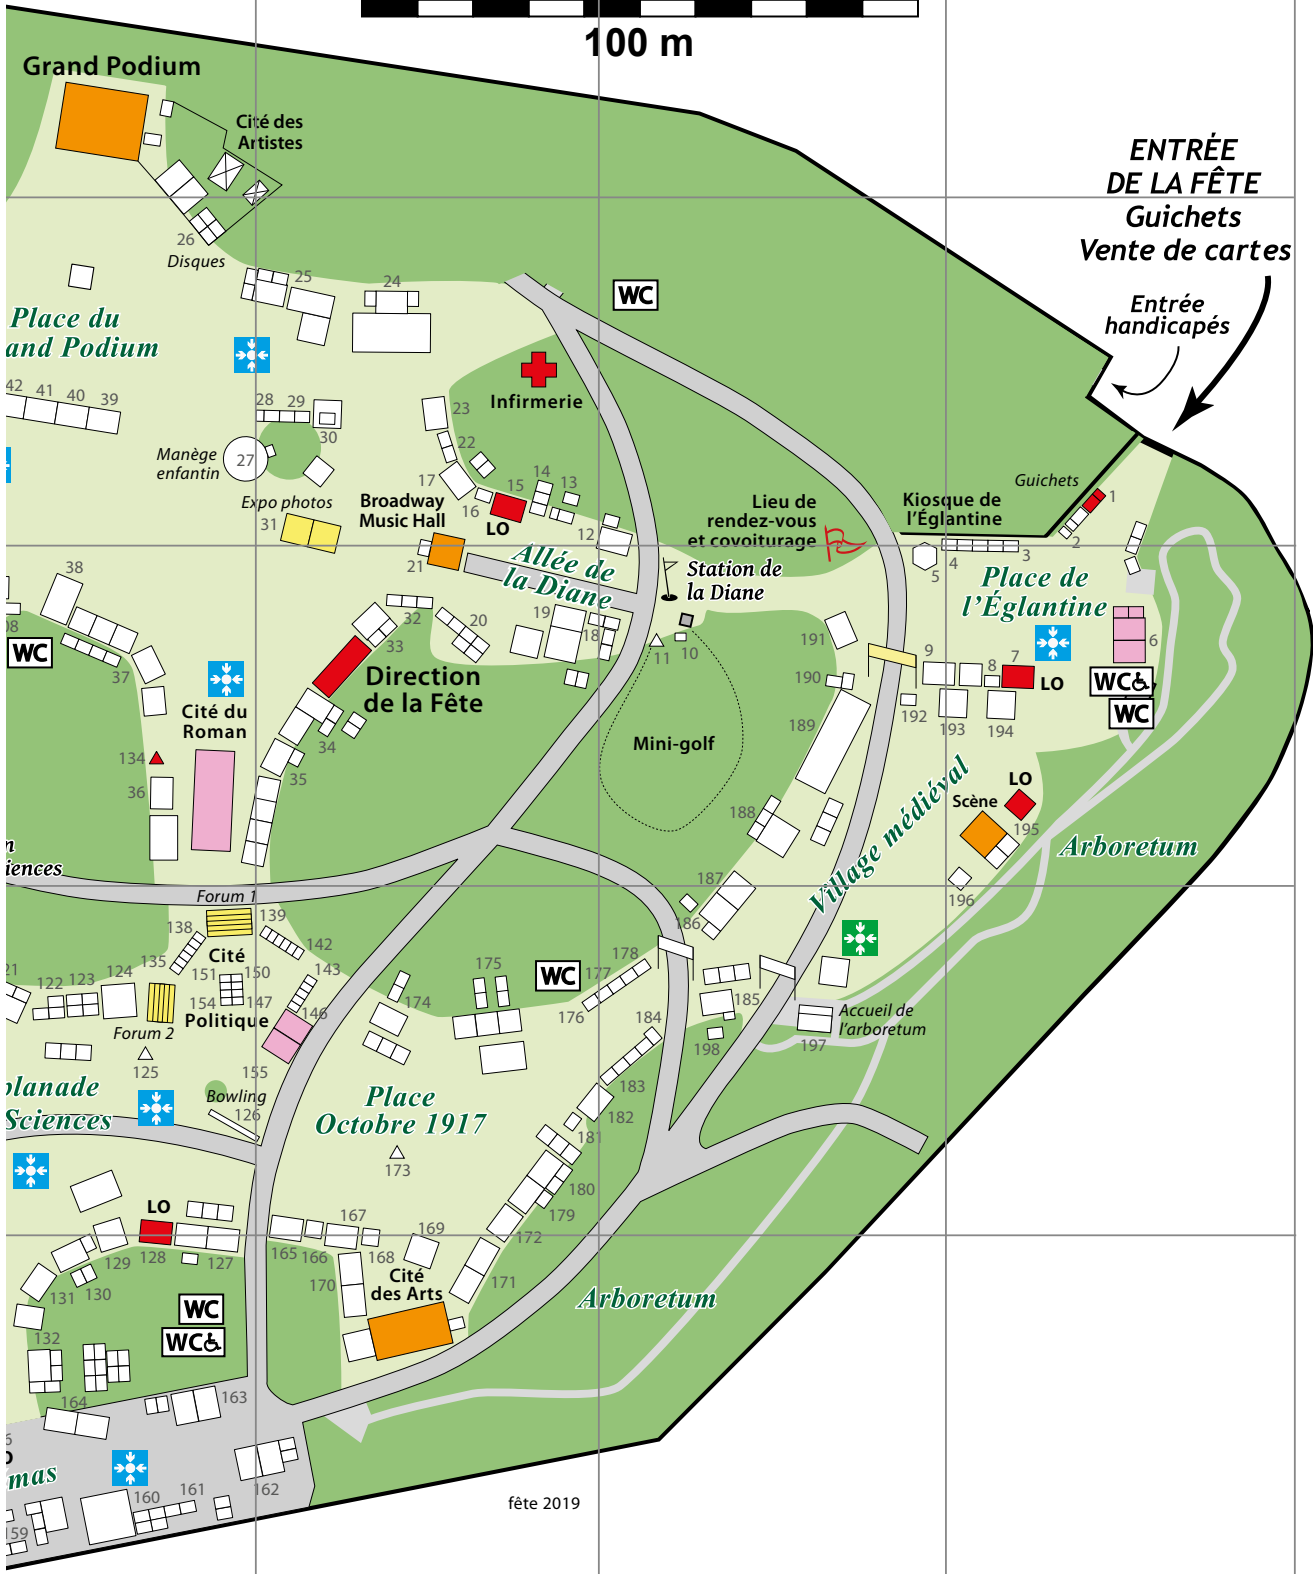 100 m
Grand Podium
Cité des
Artistes
ENTRÉE
DE LA FÊTE
Guichets
Vente de cartes
Entrée
handicapés
26
Disques
25
24
WC
Place du
and Podium
Infirmerie
42
41
40
39
28
29
30
23
22
Manège
enfantin
27
17
16
15
14
13
LO
Expo photos
31
Broadway
Music Hall
21
12
Allée de
la Diane
Lieu de
rendez-vous
et covoiturage
Kiosque de
l'Églantine
Guichets
1
2
3
4
5
Station de
la Diane
Place de
l'Églantine
38
08
WC
37
32
33
20
19
18
11
10
191
190
9
8
7
LO
6
WC
WC
192
193
194
Direction
de la Fête
Cité du
Roman
34
35
134
36
Mini-golf
189
188
Village médiéval
LO
Scène
195
196
Arboretum
n
iences
Forum 1
139
138
135
142
Cité
Politique
151
150
154
147
143
146
155
21
122
123
124
Forum 2
125
187
186
178
177
176
WC
175
174
184
185
198
183
182
181
180
179
172
Accueil de
l'arboretum
197
planade
Sciences
Bowling
126
Place
Octobre 1917
173
LO
128
127
129
130
131
132
165
166
167
168
169
170
171
Cité
des Arts
Arboretum
WC
WC
164
163
6
O
mas
162
161
160
159
fête 2019